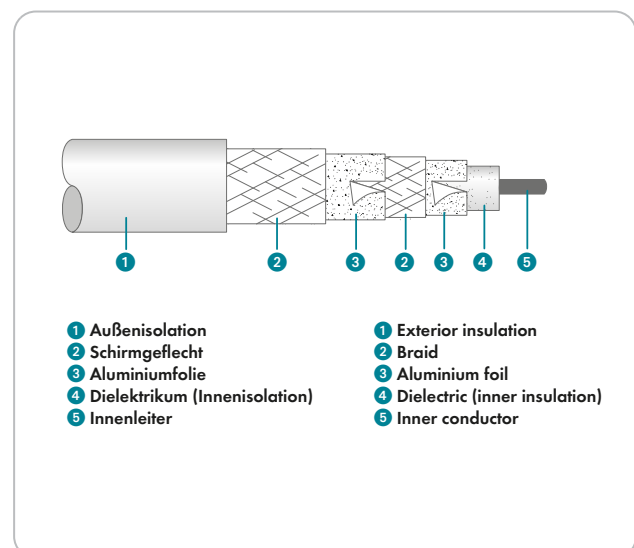 1 2 3 2 3 4 5
1 Außenisolation
2 Schirmgeflecht
3 Aluminiumfolie
4 Dielektrikum (Innenisolation)
5 Innenleiter
1 Exterior insulation
2 Braid
3 Aluminium foil
4 Dielectric (inner insulation)
5 Inner conductor